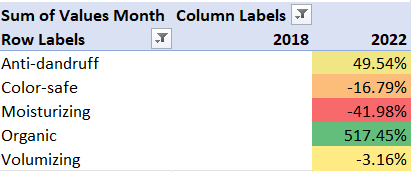 Sum of Values Month Column Labels
Row Labels 2018 2022
Anti-dandruff 49.54%
Color-safe -16.79%
Moisturizing -41.98%
Organic 517.45%
Volumizing -3.16%